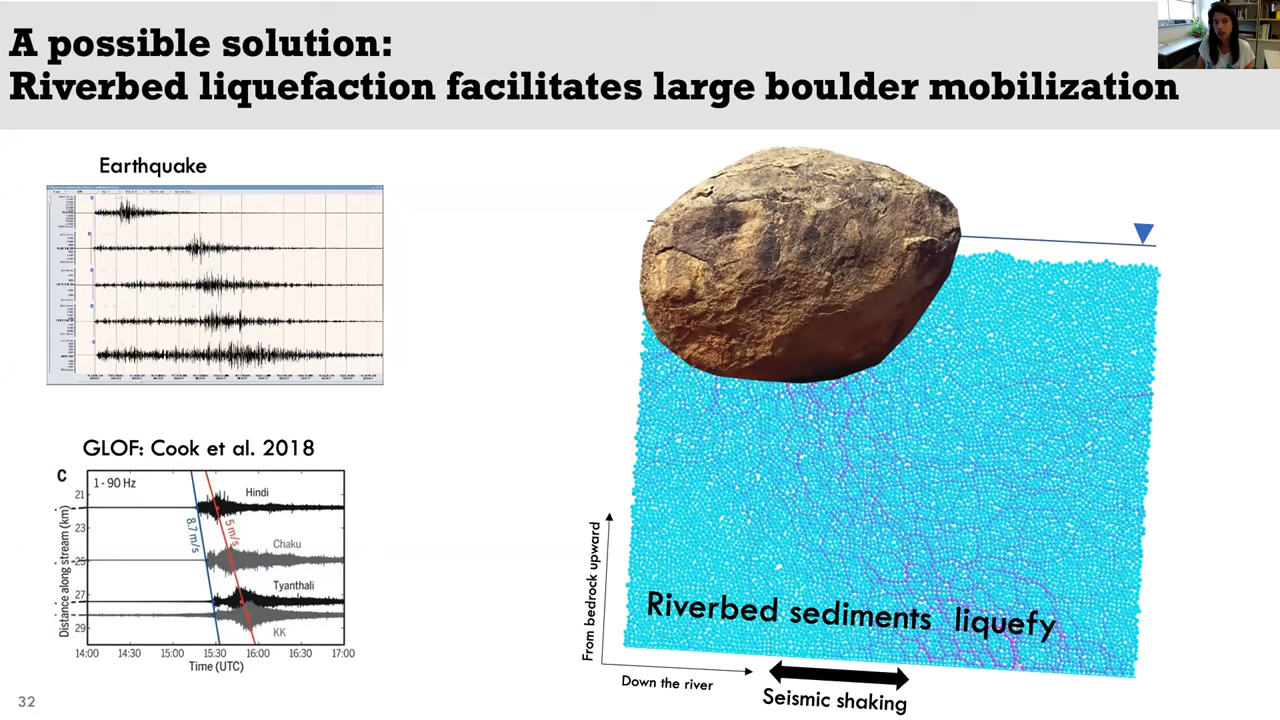 A possible solution:
Riverbed liquefaction facilitates large boulder mobilization
Earthquake
GLOF: Cook et al. 2018
C
1 - 90 Hz
Hindi
Chaku
Tyanthali
KK
8.7 m/s
5 m/s
Distance along stream (km)
21
23
25
27
29
14:00 14:30 15:00 15:30 16:00 16:30 17:00
Time (UTC)
From bedrock upward
Riverbed sediments liquefy
Down the river
Seismic shaking
32